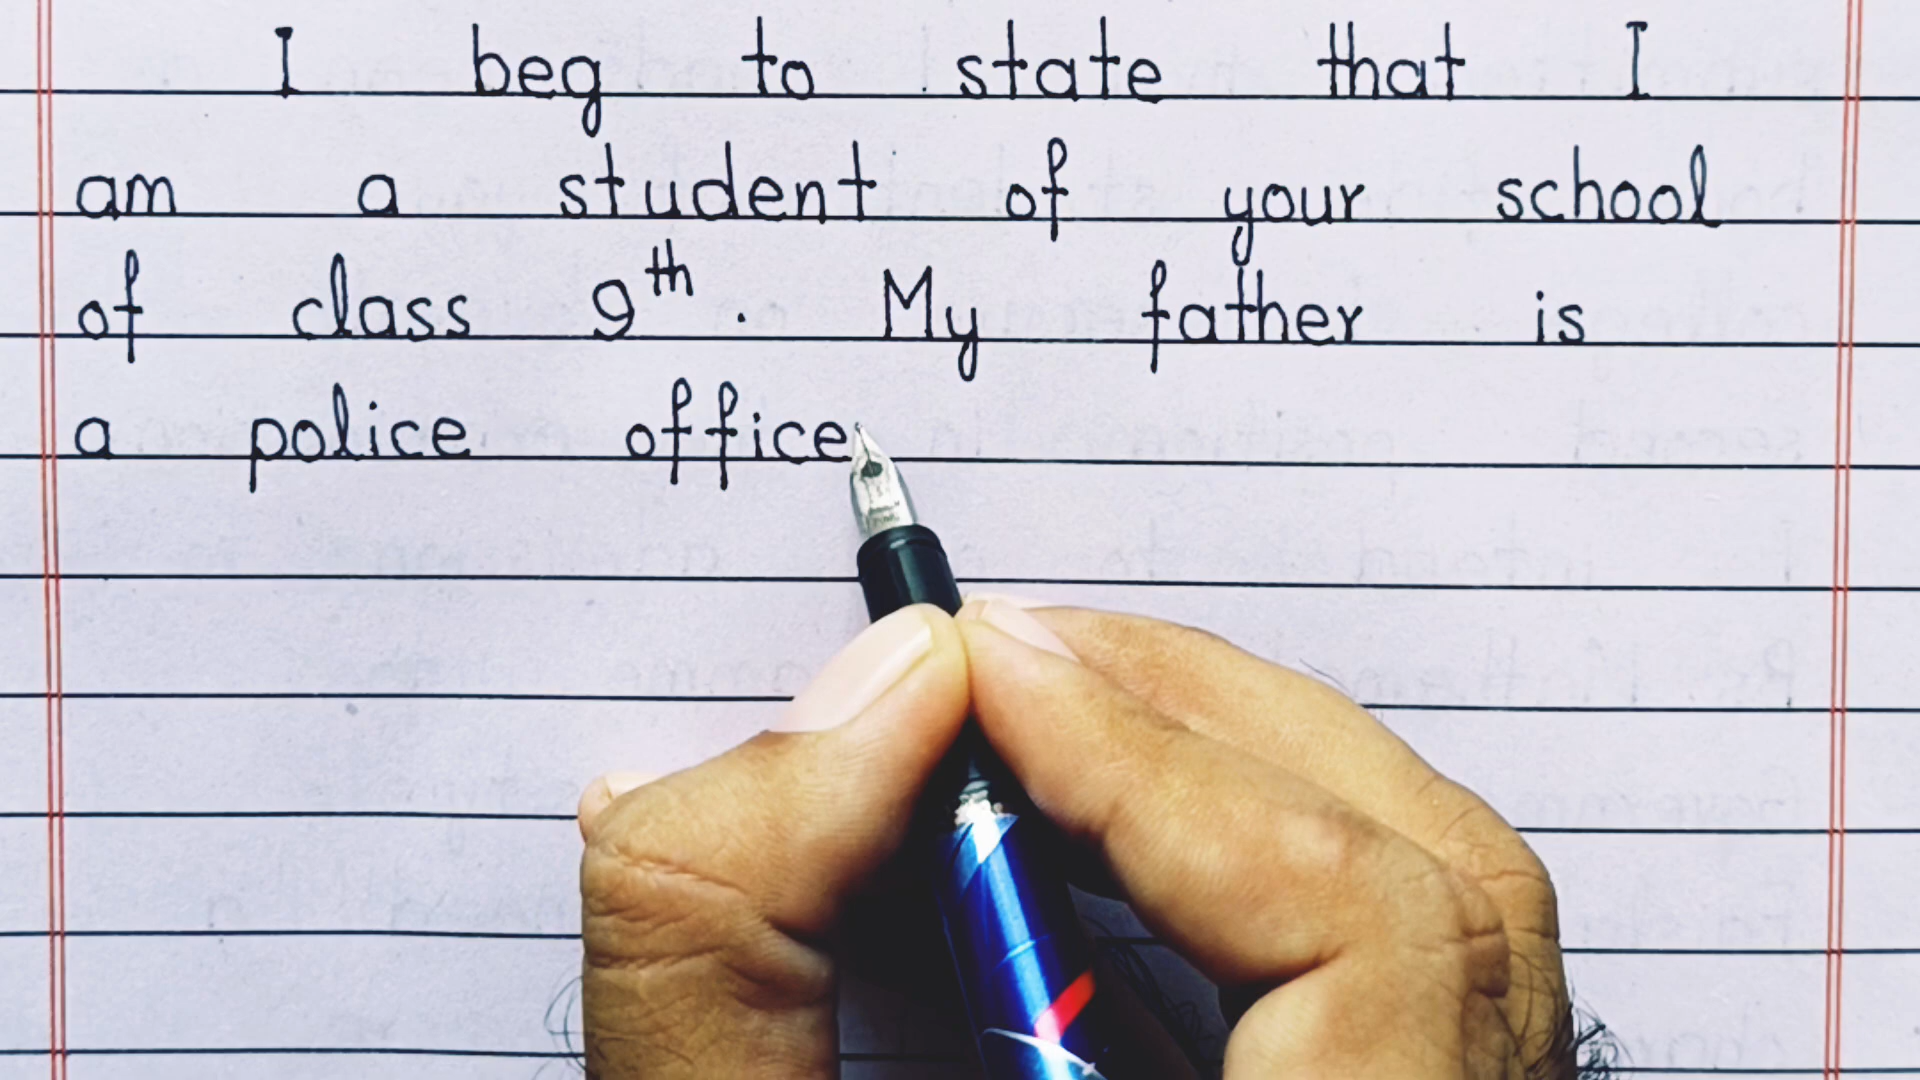 I beg to state that I
am a student of your school
of class 9th. My father is
a police office